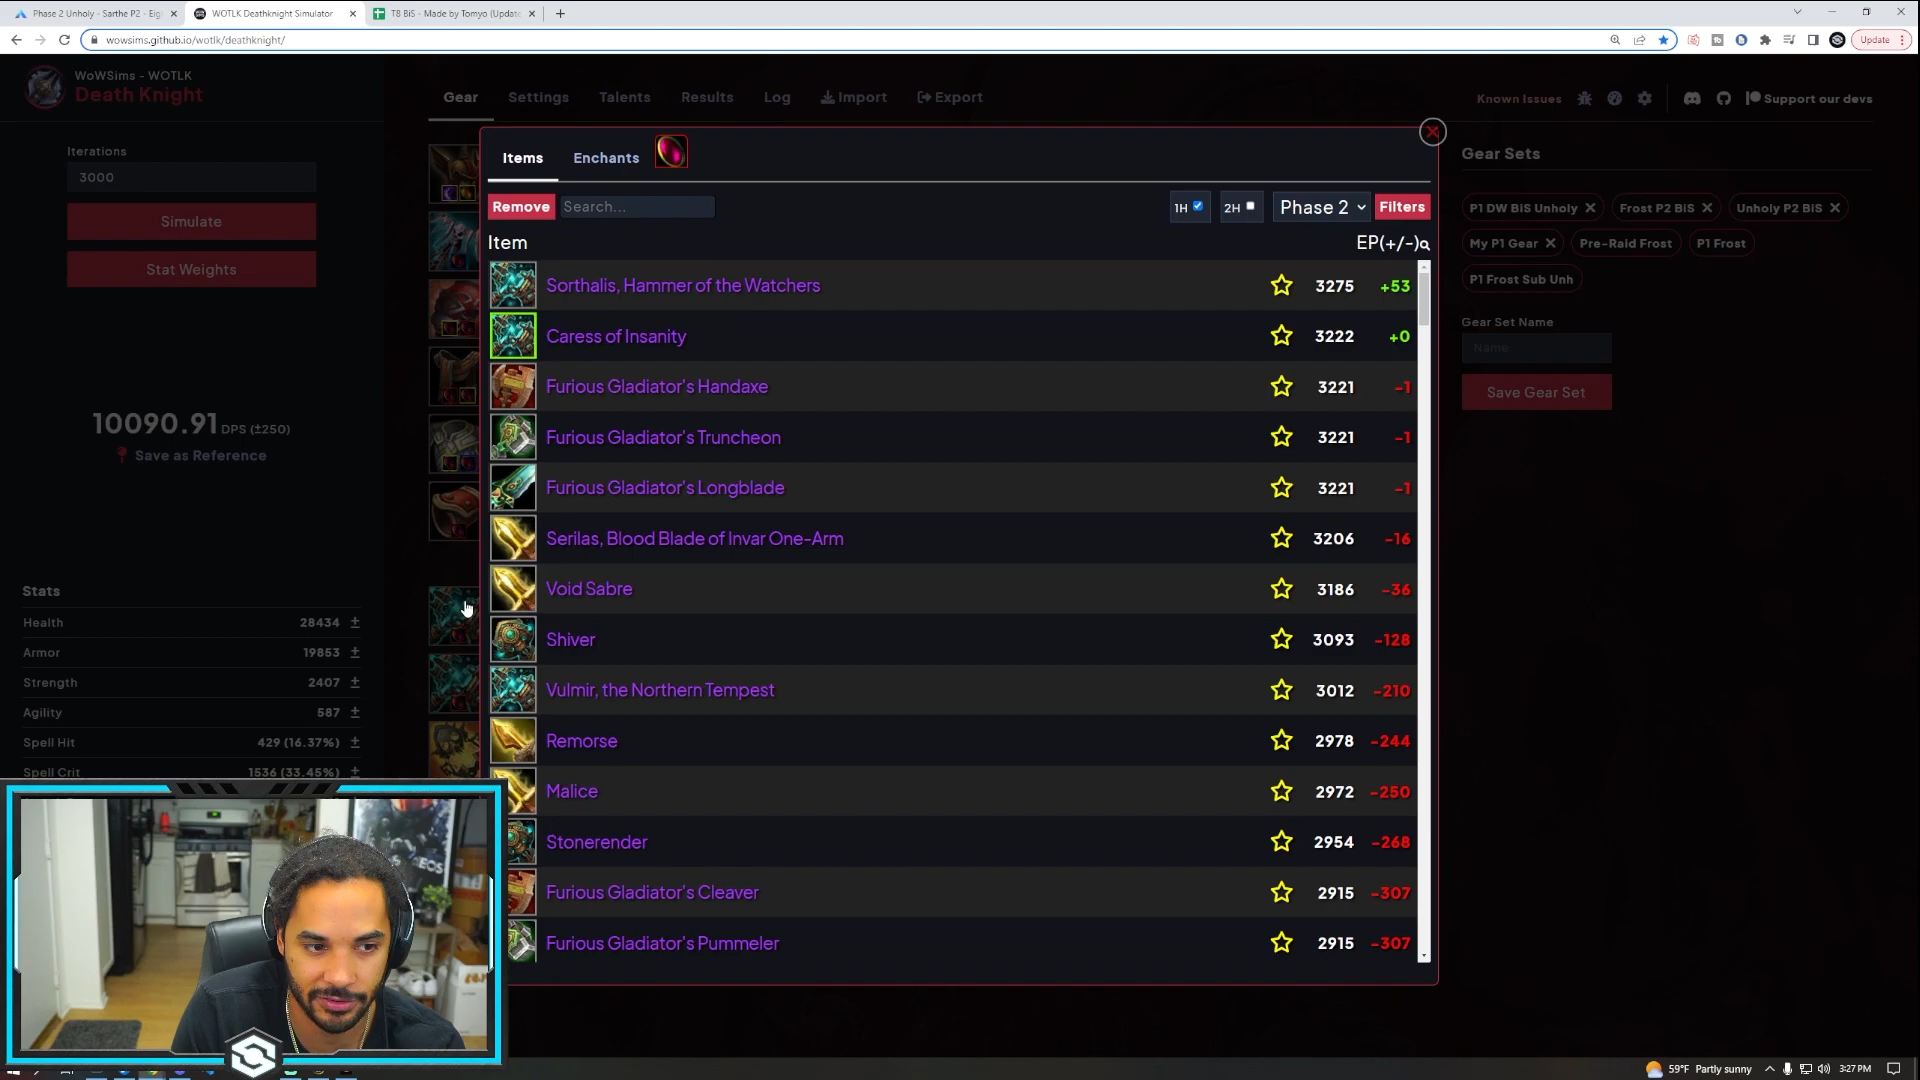 Phase 2 Unholy - Sarthe P2 - Eig
WOTLK Deathknight Simulator
T8 BiS - Made by Tomyo (Update
wowsims.github.io/wotlk/deathknight/
Update
WoWSims - WOTLK
Death Knight
Gear
Settings
Talents
Results
Log
Import
Export
Known Issues
Support our devs
Iterations
3000
Simulate
Stat Weights
10090.91 DPS (±250)
Save as Reference
Stats
Health 28434
Armor 19853
Strength 2407
Agility 587
Spell Hit 429 (16.37%)
Spell Crit 1536 (33.45%)
Items
Enchants
Remove
Search...
1H
2H
Phase 2
Filters
Item EP(+/-)
Sorthalis, Hammer of the Watchers 3275 +53
Caress of Insanity 3222 +0
Furious Gladiator's Handaxe 3221 -1
Furious Gladiator's Truncheon 3221 -1
Furious Gladiator's Longblade 3221 -1
Serilas, Blood Blade of Invar One-Arm 3206 -16
Void Sabre 3186 -36
Shiver 3093 -128
Vulmir, the Northern Tempest 3012 -210
Remorse 2978 -244
Malice 2972 -250
Stonerender 2954 -268
Furious Gladiator's Cleaver 2915 -307
Furious Gladiator's Pummeler 2915 -307
Gear Sets
P1 DW BiS Unholy
Frost P2 BiS
Unholy P2 BiS
My P1 Gear
Pre-Raid Frost
P1 Frost
P1 Frost Sub Unh
Gear Set Name
Name
Save Gear Set
59°F Partly sunny
3:27 PM